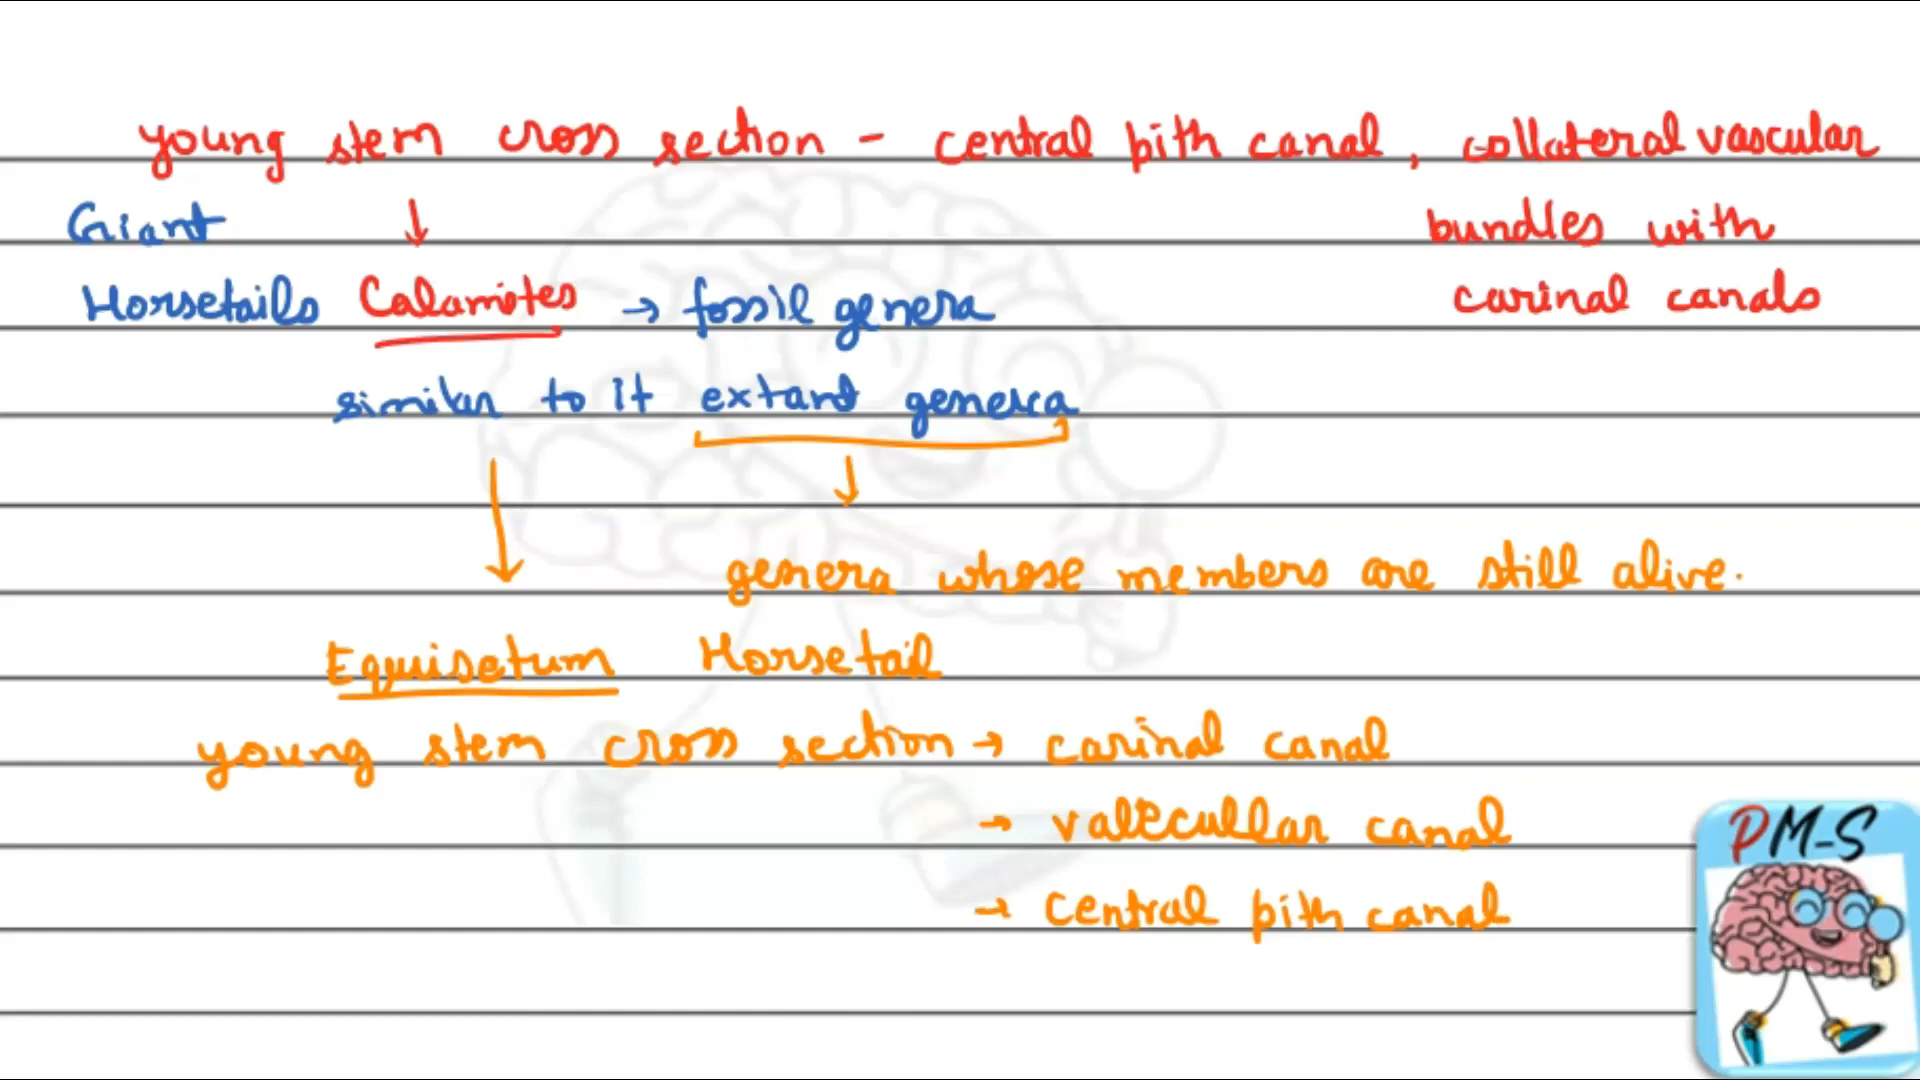 young stem cross section - central pith canal, collateral vascular
Giant ↓ bundles with
Horsetails Calamites → fossil genera carinal canals
similar to it extant genera
↓ ↓
genera whose members are still alive.
Equisetum Horsetail
young stem cross section → carinal canal
→ vallecullar canal
→ central pith canal
PM-S